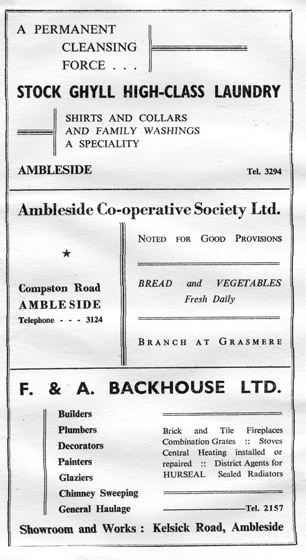 A PERMANENT
CLEANSING
FORCE . . .
STOCK GHYLL HIGH-CLASS LAUNDRY
SHIRTS AND COLLARS
AND FAMILY WASHINGS
A SPECIALITY
AMBLESIDE Tel. 3294
Ambleside Co-operative Society Ltd.
*
Compston Road
AMBLESIDE
Telephone - - - 3124
NOTED FOR GOOD PROVISIONS
BREAD and VEGETABLES
Fresh Daily
BRANCH AT GRASMERE
F. & A. BACKHOUSE LTD.
Builders
Plumbers
Decorators
Painters
Glaziers
Chimney Sweeping
General Haulage
Brick and Tile Fireplaces
Combination Grates :: Stoves
Central Heating installed or
repaired :: District Agents for
HURSEAL Sealed Radiators
Tel. 2157
Showroom and Works : Kelsick Road, Ambleside